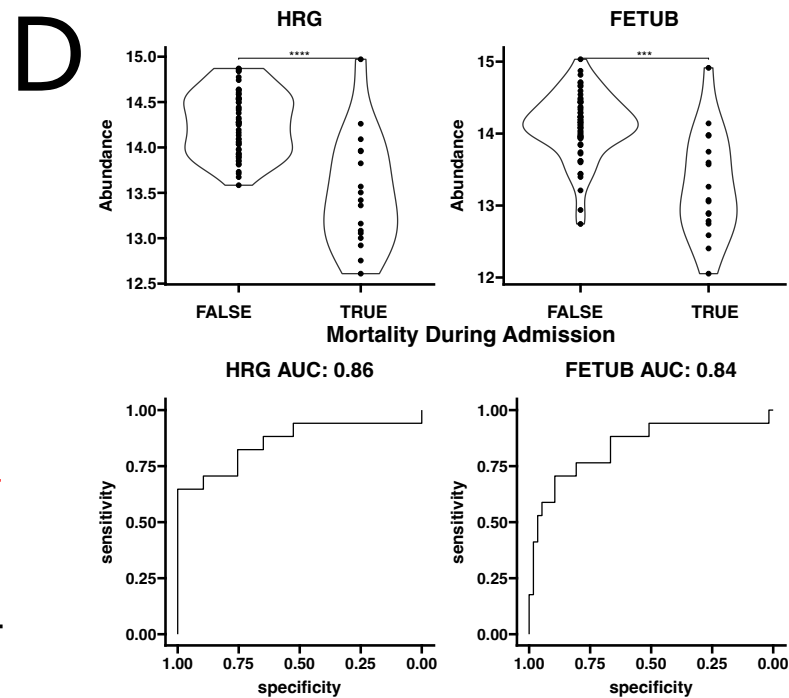 D
HRG
FETUB
Abundance
15.0
14.5
14.0
13.5
13.0
12.5
****
FALSE
TRUE
Abundance
15
14
13
12
***
FALSE
TRUE
Mortality During Admission
HRG AUC: 0.86
FETUB AUC: 0.84
sensitivity
1.00
0.75
0.50
0.25
0.00
1.00 0.75 0.50 0.25 0.00
specificity
sensitivity
1.00
0.75
0.50
0.25
0.00
1.00 0.75 0.50 0.25 0.00
specificity